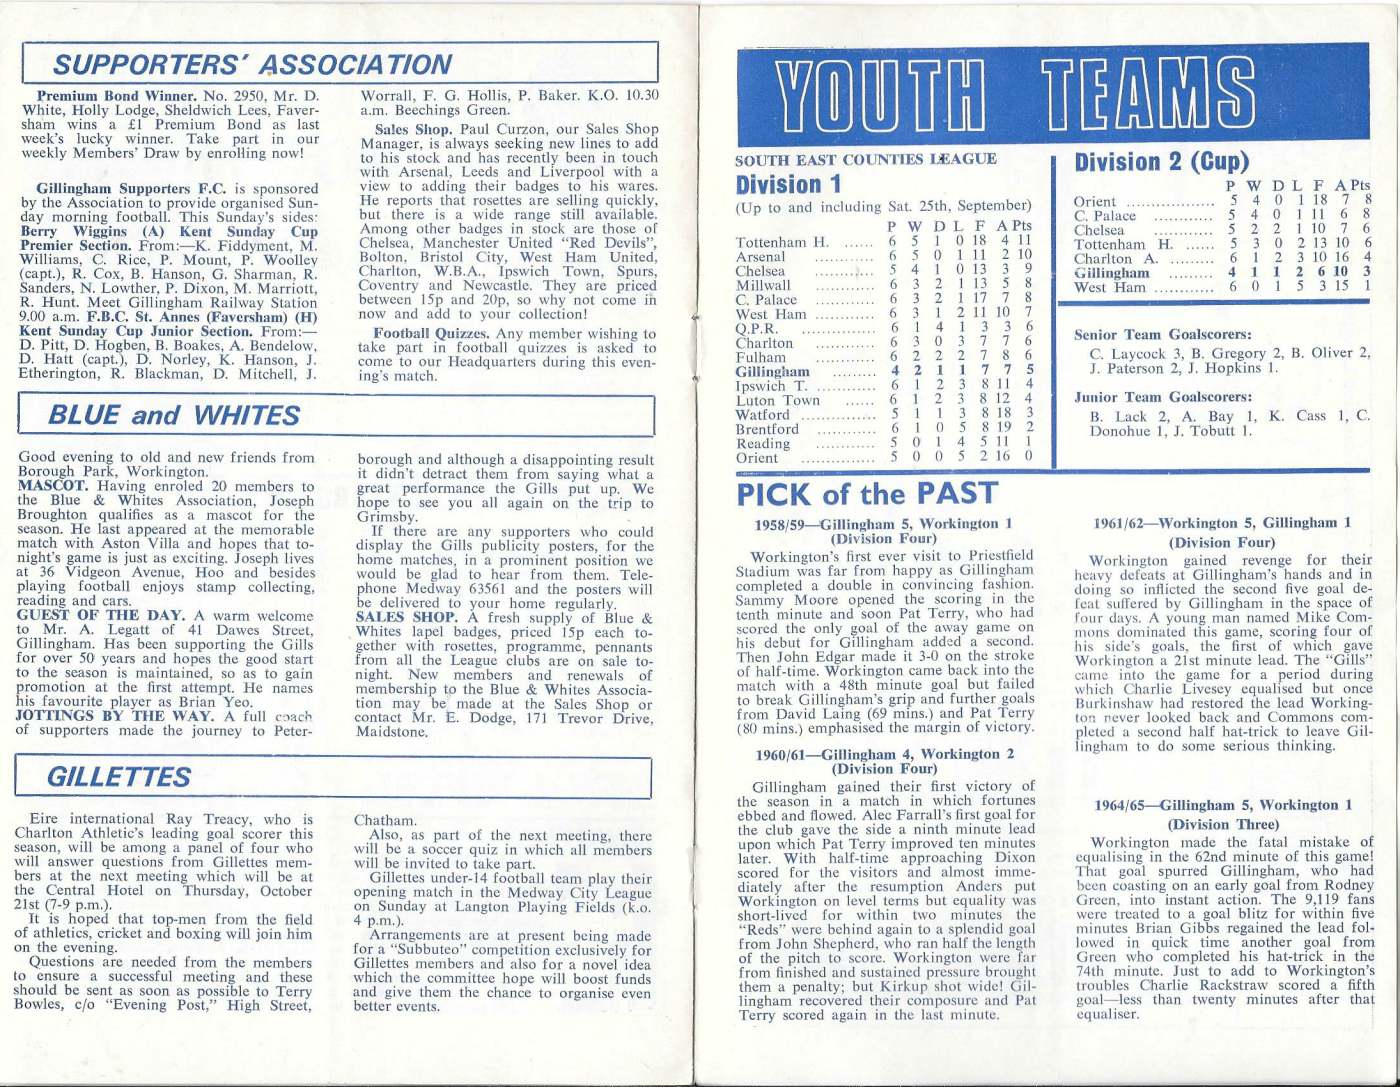 SUPPORTERS' ASSOCIATION
Premium Bond Winner. No. 2950, Mr. D.
White, Holly Lodge, Sheldwich Lees, Faver-
sham wins a £1 Premium Bond as last
week's lucky winner. Take part in our
weekly Members' Draw by enrolling now!
Gillingham Supporters F.C. is sponsored
by the Association to provide organised Sun-
day morning football. This Sunday's sides:
Berry Wiggins (A) Kent Sunday Cup
Premier Section. From:—K. Fiddyment, M.
Williams, C. Rice, P. Mount, P. Woolley
(capt.), R. Cox, B. Hanson, G. Sharman, R.
Sanders, N. Lowther, P. Dixon, M. Marriott,
R. Hunt. Meet Gillingham Railway Station
9.00 a.m. F.B.C. St. Annes (Faversham) (H)
Kent Sunday Cup Junior Section. From:—
D. Pitt, D. Hogben, B. Boakes, A. Bendelow,
D. Hatt (capt.), D. Norley, K. Hanson, J.
Etherington, R. Blackman, D. Mitchell, J.
Worrall, F. G. Hollis, P. Baker. K.O. 10.30
a.m. Beechings Green.
Sales Shop. Paul Curzon, our Sales Shop
Manager, is always seeking new lines to add
to his stock and has recently been in touch
with Arsenal, Leeds and Liverpool with a
view to adding their badges to his wares.
He reports that rosettes are selling quickly,
but there is a wide range still available.
Among other badges in stock are those of
Chelsea, Manchester United "Red Devils",
Bolton, Bristol City, West Ham United,
Charlton, W.B.A., Ipswich Town, Spurs,
Coventry and Newcastle. They are priced
between 15p and 20p, so why not come in
now and add to your collection!
Football Quizzes. Any member wishing to
take part in football quizzes is asked to
come to our Headquarters during this even-
ing's match.
BLUE and WHITES
Good evening to old and new friends from
Borough Park, Workington.
MASCOT. Having enroled 20 members to
the Blue & Whites Association, Joseph
Broughton qualifies as a mascot for the
season. He last appeared at the memorable
match with Aston Villa and hopes that to-
night's game is just as exciting. Joseph lives
at 36 Vidgeon Avenue, Hoo and besides
playing football enjoys stamp collecting,
reading and cars.
GUEST OF THE DAY. A warm welcome
to Mr. A. Legatt of 41 Dawes Street,
Gillingham. Has been supporting the Gills
for over 50 years and hopes the good start
to the season is maintained, so as to gain
promotion at the first attempt. He names
his favourite player as Brian Yeo.
JOTTINGS BY THE WAY. A full coach
of supporters made the journey to Peter-
borough and although a disappointing result
it didn't detract them from saying what a
great performance the Gills put up. We
hope to see you all again on the trip to
Grimsby.
If there are any supporters who could
display the Gills publicity posters, for the
home matches, in a prominent position we
would be glad to hear from them. Tele-
phone Medway 63561 and the posters will
be delivered to your home regularly.
SALES SHOP. A fresh supply of Blue &
Whites lapel badges, priced 15p each to-
gether with rosettes, programme, pennants
from all the League clubs are on sale to-
night. New members and renewals of
membership to the Blue & Whites Associa-
tion may be made at the Sales Shop or
contact Mr. E. Dodge, 171 Trevor Drive,
Maidstone.
GILLETTES
Eire international Ray Treacy, who is
Charlton Athletic's leading goal scorer this
season, will be among a panel of four who
will answer questions from Gillettes mem-
bers at the next meeting which will be at
the Central Hotel on Thursday, October
21st (7-9 p.m.).
It is hoped that top-men from the field
of athletics, cricket and boxing will join him
on the evening.
Questions are needed from the members
to ensure a successful meeting and these
should be sent as soon as possible to Terry
Bowles, c/o "Evening Post," High Street,
Chatham.
Also, as part of the next meeting, there
will be a soccer quiz in which all members
will be invited to take part.
Gillettes under-14 football team play their
opening match in the Medway City League
on Sunday at Langton Playing Fields (k.o.
4 p.m.).
Arrangements are at present being made
for a "Subbuteo" competition exclusively for
Gillettes members and also for a novel idea
which the committee hope will boost funds
and give them the chance to organise even
better events.
YOUTH TEAMS
SOUTH EAST COUNTIES LEAGUE
Division 1
(Up to and including Sat. 25th, September)
P W D L F A Pts
Tottenham H. ...... 6 5 1 0 18 4 11
Arsenal ............ 6 5 0 1 11 2 10
Chelsea ............ 5 4 1 0 13 3 9
Millwall ............ 6 3 2 1 13 5 8
C. Palace ............ 6 3 2 1 17 7 8
West Ham ............ 6 3 1 2 11 10 7
Q.P.R. ............ 6 1 4 1 3 3 6
Charlton ............ 6 3 0 3 7 7 6
Fulham ............ 6 2 2 2 7 8 6
Gillingham ......... 4 2 1 1 7 7 5
Ipswich T. ............ 6 1 2 3 8 11 4
Luton Town ...... 6 1 2 3 8 12 4
Watford ............... 5 1 1 3 8 18 3
Brentford ............ 6 1 0 5 8 19 2
Reading ............ 5 0 1 4 5 11 1
Orient ............ 5 0 0 5 2 16 0
Division 2 (Cup)
P W D L F A Pts
Orient .................. 5 4 0 1 18 7 8
C. Palace ............ 5 4 0 1 11 6 8
Chelsea ............ 5 2 2 1 10 7 6
Tottenham H. ...... 5 3 0 2 13 10 6
Charlton A. ......... 6 1 2 3 10 16 4
Gillingham ......... 4 1 1 2 6 10 3
West Ham ............ 6 0 1 5 3 15 1
Senior Team Goalscorers:
C. Laycock 3, B. Gregory 2, B. Oliver 2,
J. Paterson 2, J. Hopkins 1.
Junior Team Goalscorers:
B. Lack 2, A. Bay 1, K. Cass 1, C.
Donohue 1, J. Tobutt 1.
PICK of the PAST
1958/59—Gillingham 5, Workington 1
(Division Four)
Workington's first ever visit to Priestfield
Stadium was far from happy as Gillingham
completed a double in convincing fashion.
Sammy Moore opened the scoring in the
tenth minute and soon Pat Terry, who had
scored the only goal of the away game on
his debut for Gillingham added a second.
Then John Edgar made it 3-0 on the stroke
of half-time. Workington came back into the
match with a 48th minute goal but failed
to break Gillingham's grip and further goals
from David Laing (69 mins.) and Pat Terry
(80 mins.) emphasised the margin of victory.
1960/61—Gillingham 4, Workington 2
(Division Four)
Gillingham gained their first victory of
the season in a match in which fortunes
ebbed and flowed. Alec Farrall's first goal for
the club gave the side a ninth minute lead
upon which Pat Terry improved ten minutes
later. With half-time approaching Dixon
scored for the visitors and almost imme-
diately after the resumption Anders put
Workington on level terms but equality was
short-lived for within two minutes the
"Reds" were behind again to a splendid goal
from John Shepherd, who ran half the length
of the pitch to score. Workington were far
from finished and sustained pressure brought
them a penalty; but Kirkup shot wide! Gil-
lingham recovered their composure and Pat
Terry scored again in the last minute.
1961/62—Workington 5, Gillingham 1
(Division Four)
Workington gained revenge for their
heavy defeats at Gillingham's hands and in
doing so inflicted the second five goal de-
feat suffered by Gillingham in the space of
four days. A young man named Mike Com-
mons dominated this game, scoring four of
his side's goals, the first of which gave
Workington a 21st minute lead. The "Gills"
came into the game for a period during
which Charlie Livesey equalised but once
Burkinshaw had restored the lead Working-
ton never looked back and Commons com-
pleted a second half hat-trick to leave Gil-
lingham to do some serious thinking.
1964/65—Gillingham 5, Workington 1
(Division Three)
Workington made the fatal mistake of
equalising in the 62nd minute of this game!
That goal spurred Gillingham, who had
been coasting on an early goal from Rodney
Green, into instant action. The 9,119 fans
were treated to a goal blitz for within five
minutes Brian Gibbs regained the lead fol-
lowed in quick time another goal from
Green who completed his hat-trick in the
74th minute. Just to add to Workington's
troubles Charlie Rackstraw scored a fifth
goal—less than twenty minutes after that
equaliser.